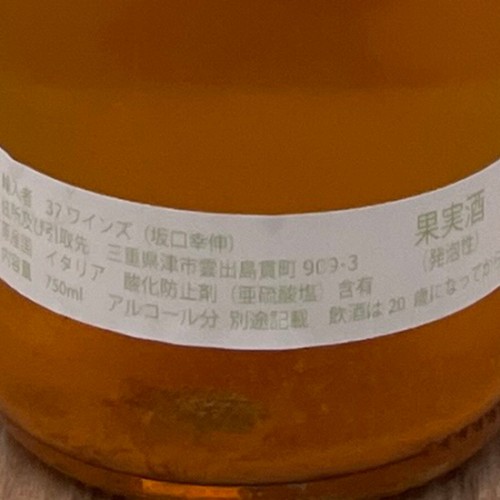 輸入者 37ワインズ（坂口幸伸）
住所及び引取先 三重県津市雲出島貫町909-3
原産国 イタリア 酸化防止剤（亜硫酸塩）含有
内容量 750ml アルコール分 別途記載 飲酒は20歳になってから
果実酒
（発泡性）